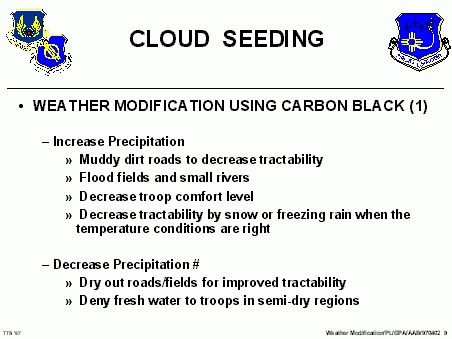 CLOUD SEEDING
• WEATHER MODIFICATION USING CARBON BLACK (1)
– Increase Precipitation
» Muddy dirt roads to decrease tractability
» Flood fields and small rivers
» Decrease troop comfort level
» Decrease tractability by snow or freezing rain when the
temperature conditions are right
– Decrease Precipitation #
» Dry out roads/fields for improved tractability
» Deny fresh water to troops in semi-dry regions
Weather Modification/PL/GPA/AAB/970402 9